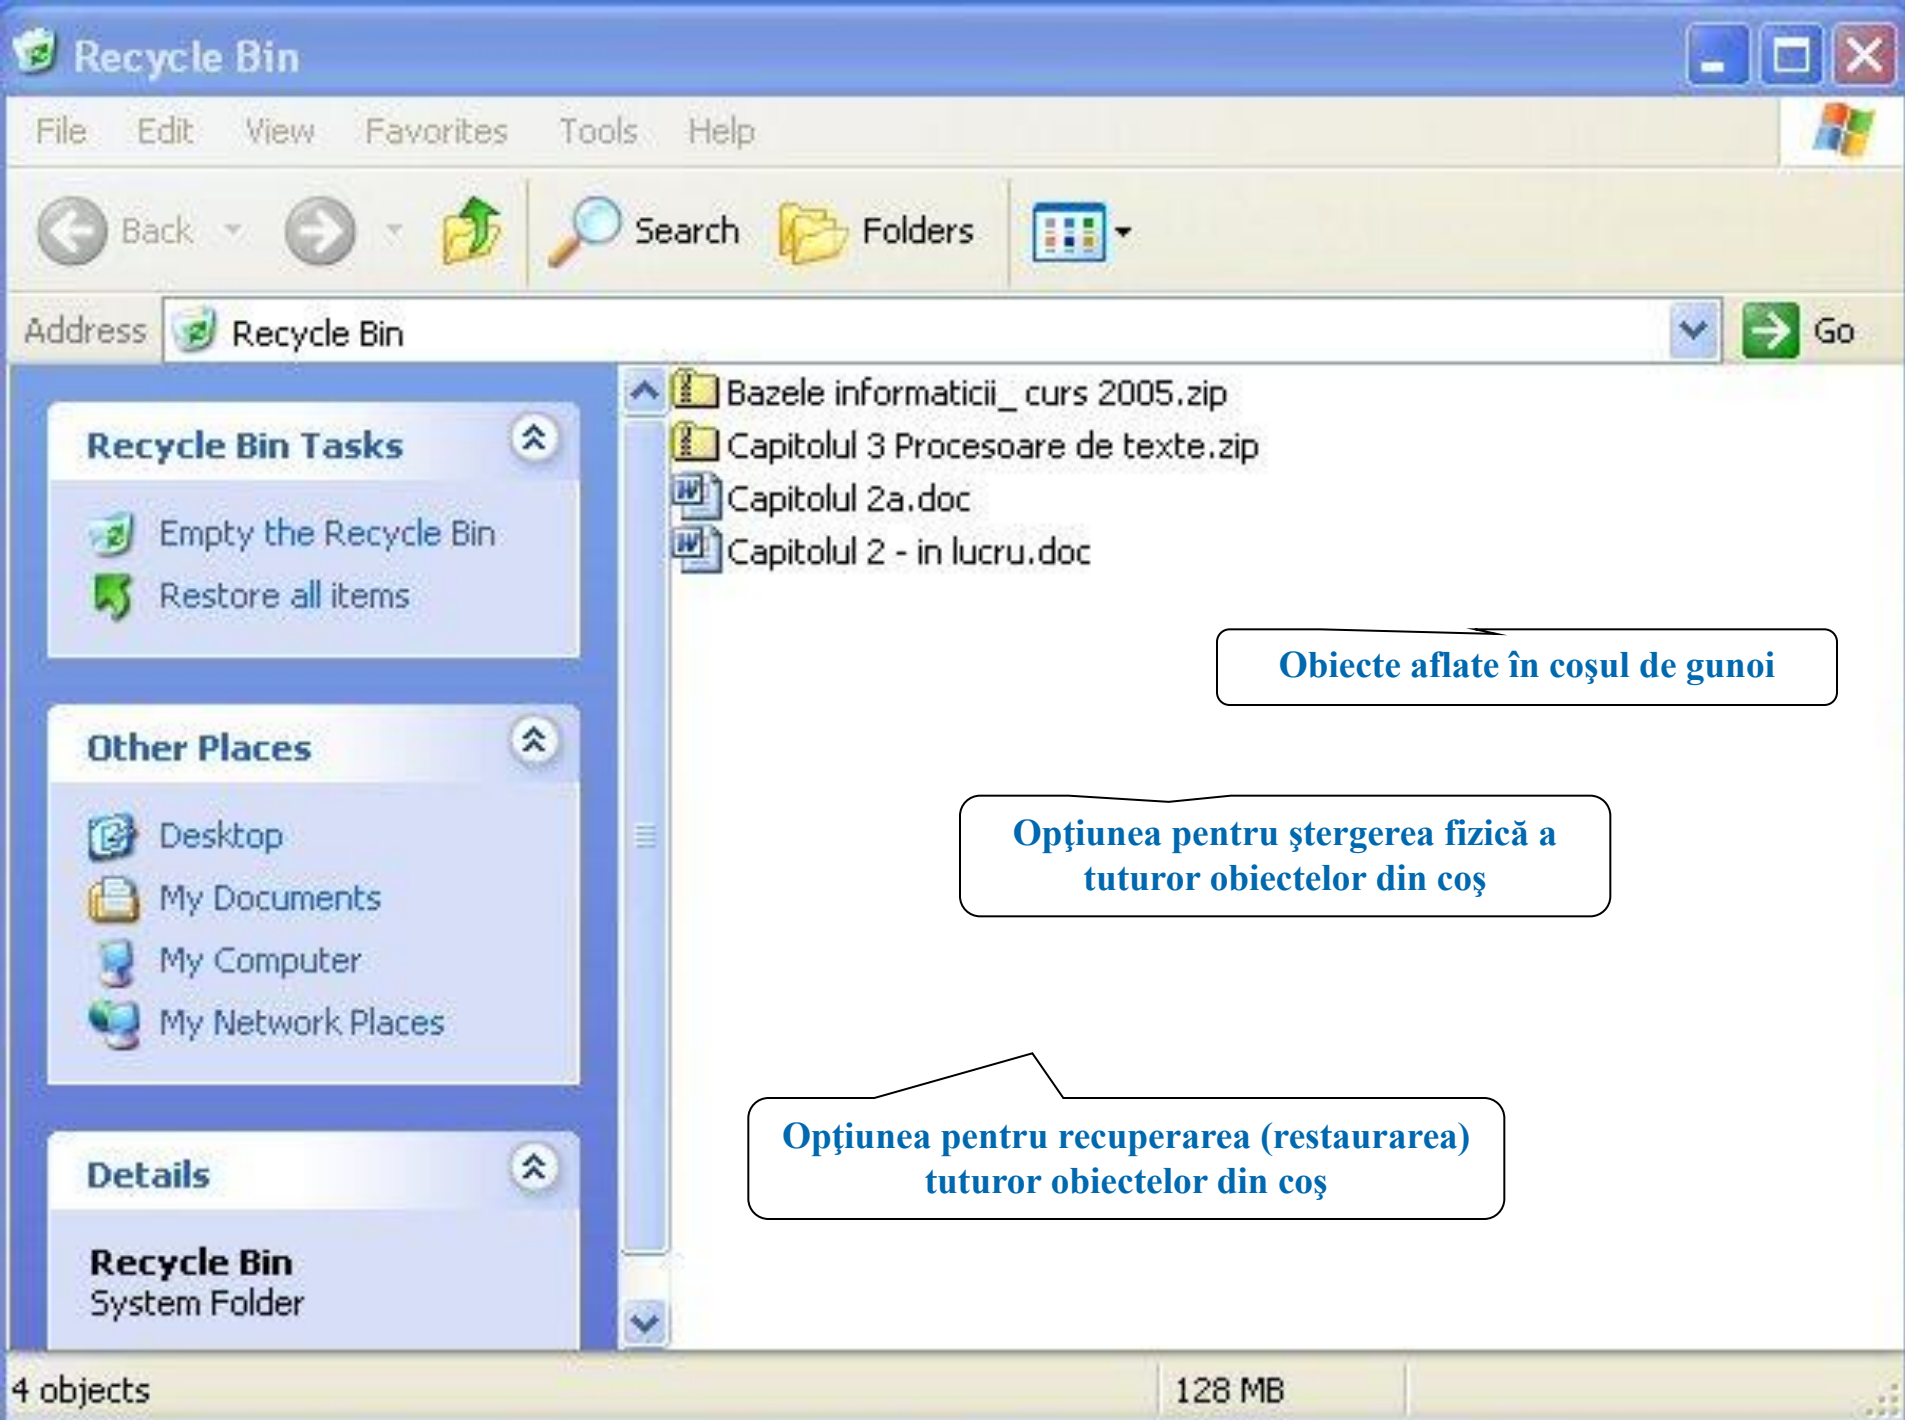 Recycle Bin
File Edit View Favorites Tools Help
Back Search Folders
Address Recycle Bin Go
Recycle Bin Tasks
Empty the Recycle Bin
Restore all items
Other Places
Desktop
My Documents
My Computer
My Network Places
Details
Recycle Bin
System Folder
Bazele informaticii_ curs 2005.zip
Capitolul 3 Procesoare de texte.zip
Capitolul 2a.doc
Capitolul 2 - in lucru.doc
Obiecte aflate în coşul de gunoi
Opţiunea pentru ştergerea fizică a
tuturor obiectelor din coş
Opţiunea pentru recuperarea (restaurarea)
tuturor obiectelor din coş
4 objects 128 MB